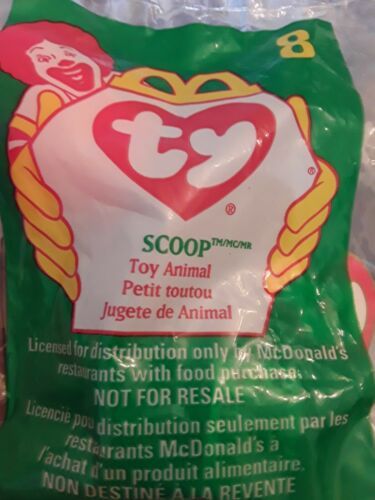 8
ty
®
SCOOP™/MC/MR
Toy Animal
Petit toutou
Jugete de Animal
®
Licensed for distribution only by McDonald's
restaurants with food purchase.
NOT FOR RESALE
Licencié pou distribution seulement par les
restaurants McDonald's à
l'achat d'un produit alimentaire.
NON DESTINÉ À LA REVENTE